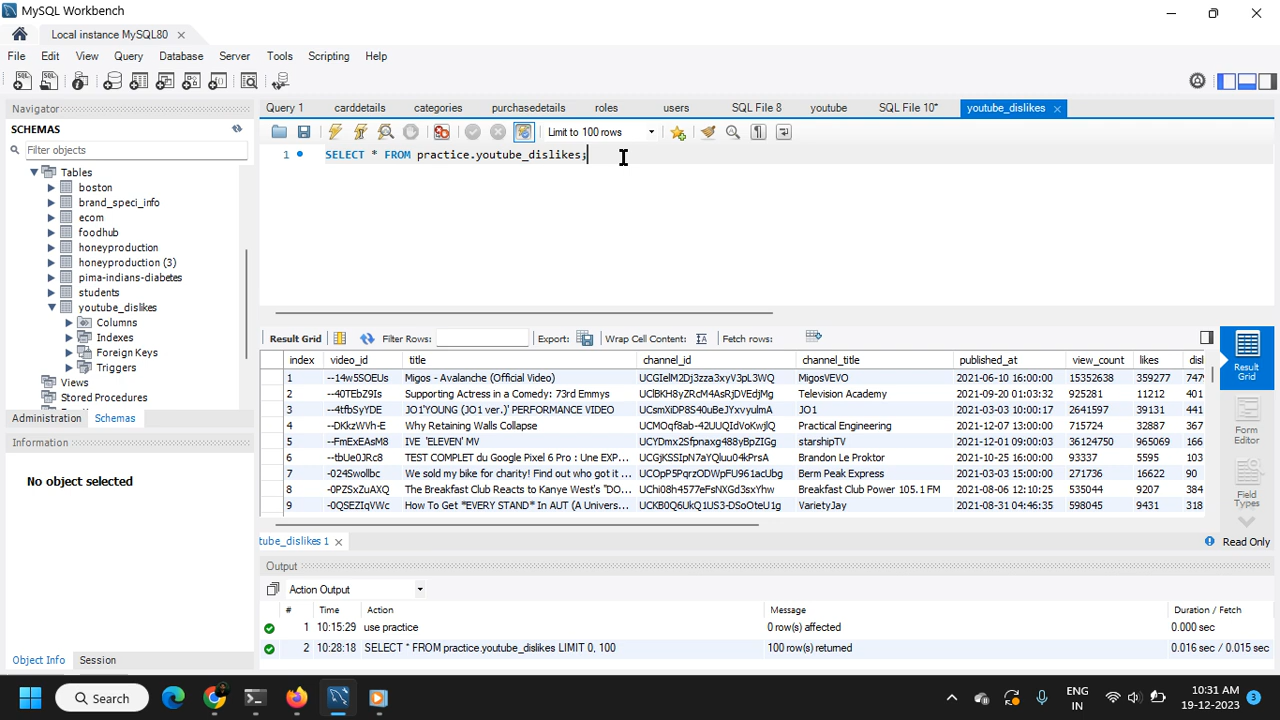 MySQL Workbench
Local instance MySQL80
File Edit View Query Database Server Tools Scripting Help
Navigator
Query 1 categories carddetails purchasedetails roles users SQL File 8 youtube SQL File 10* youtube_dislikes
SCHEMAS
Limit to 100 rows
Filter objects
1 SELECT * FROM practice.youtube_dislikes;
Tables
boston
brand_speci_info
ecom
foodhub
honeyproduction
honeyproduction (3)
pima-indians-diabetes
students
youtube_dislikes
Columns
Indexes
Foreign Keys
Triggers
Views
Stored Procedures
Administration Schemas
Information
No object selected
Object Info Session
Result Grid Filter Rows: Export: Wrap Cell Content: Fetch rows:
index video_id title channel_id channel_title published_at view_count likes disl
1 --14w5SOEUs Migos - Avalanche (Official Video) UCGIelM2Dj3zza3xyV3pL3WQ MigosVEVO 2021-06-10 16:00:00 15352638 359277 747
2 --40TEbZ9Is Supporting Actress in a Comedy: 73rd Emmys UClBKH8yZRcM4AsRjDVEdjMg Television Academy 2021-09-20 01:03:32 925281 11212 401
3 --4tfbSyYDE JO1'YOUNG (JO1 ver.)' PERFORMANCE VIDEO UCsmXiDP8S40uBeJYxvyulmA JO1 2021-03-03 10:00:17 2641597 39131 441
4 --DKkzWVh-E Why Retaining Walls Collapse UCMOqf8ab-42UUQIdVoKwjlQ Practical Engineering 2021-12-07 13:00:00 715724 32887 367
5 --FmExEAsM8 IVE 'ELEVEN' MV UCYDmx2Sfpnaxg488yBpZIGg starshipTV 2021-12-01 09:00:03 36124750 965069 166
6 --tbUe0JRc8 TEST COMPLET du Google Pixel 6 Pro : Une EXP... UCgJKSSIpN7aYQluu04kPrsA Brandon Le Proktor 2021-10-25 16:00:00 93337 5595 103
7 -024Swollbc We sold my bike for charity! Find out who got it ... UCOpP5PqrzODWpFU961acUbg Berm Peak Express 2021-03-03 15:00:00 271736 16622 90
8 -0PZSxZuAXQ The Breakfast Club Reacts to Kanye West's "DO... UChi08h4577eFsNXGd3sxYhw Breakfast Club Power 105.1 FM 2021-08-06 12:10:25 535044 9207 384
9 -0QSEZIqVWc How To Get *EVERY STAND* In AUT (A Univers... UCKB0Q6UkQ1US3-DSoOteU1g VarietyJay 2021-08-31 04:46:35 598045 9431 318
Result Grid
Form Editor
Field Types
tube_dislikes 1
Read Only
Output
Action Output
# Time Action Message Duration / Fetch
1 10:15:29 use practice 0 row(s) affected 0.000 sec
2 10:28:18 SELECT * FROM practice.youtube_dislikes LIMIT 0, 100 100 row(s) returned 0.016 sec / 0.015 sec
Search
ENG IN
10:31 AM
19-12-2023
3